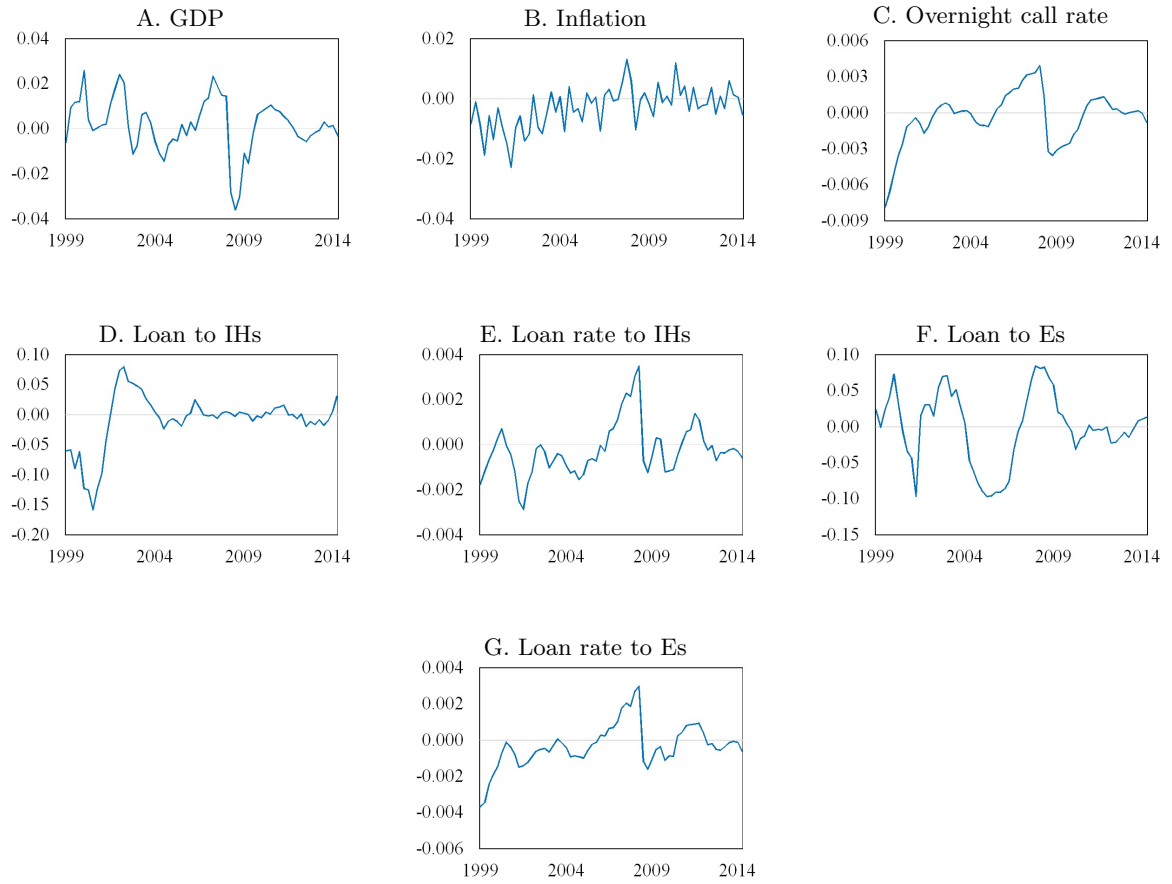 A. GDP
0.04
0.02
0.00
-0.02
-0.04
1999 2004 2009 2014
B. Inflation
0.02
0.00
-0.02
-0.04
1999 2004 2009 2014
C. Overnight call rate
0.006
0.003
0.000
-0.003
-0.006
-0.009
1999 2004 2009 2014
D. Loan to IHs
0.10
0.05
0.00
-0.05
-0.10
-0.15
-0.20
1999 2004 2009 2014
E. Loan rate to IHs
0.004
0.002
0.000
-0.002
-0.004
1999 2004 2009 2014
F. Loan to Es
0.10
0.05
0.00
-0.05
-0.10
-0.15
1999 2004 2009 2014
G. Loan rate to Es
0.004
0.002
0.000
-0.002
-0.004
-0.006
1999 2004 2009 2014